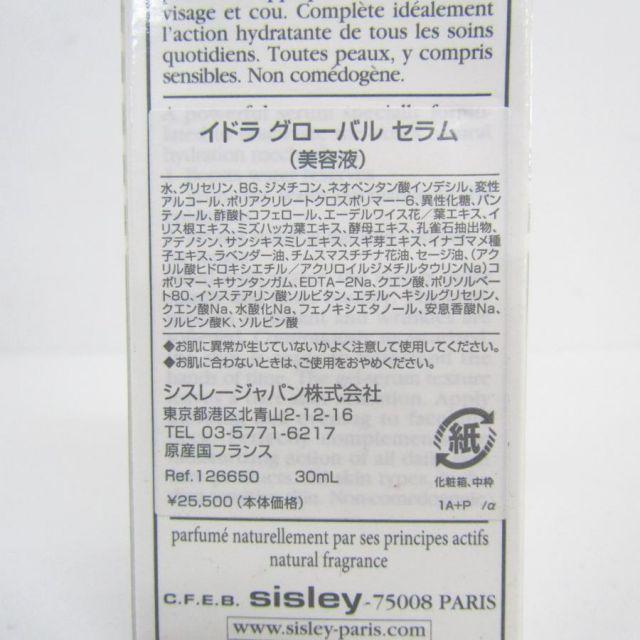 visage et cou. Complète idéalement
l'action hydratante de tous les soins
quotidiens. Toutes peaux, y compris
sensibles. Non comédogène.
イドラ グローバル セラム
(美容液)
水、グリセリン、BG、ジメチコン、ネオペンタン酸イソデシル、変性
アルコール、ポリアクリレートクロスポリマー-6、異性化糖、パン
テノール、酢酸トコフェロール、エーデルワイス花/葉エキス、イ
リス根エキス、ミズハッカ葉エキス、酵母エキス、孔雀石抽出物、
アデノシン、サンシキスミレエキス、スギ芽エキス、イナゴマメ種
子エキス、ラベンダー油、チムスマスチチナ花油、セージ油、(アク
リル酸ヒドロキシエチル/アクリロイルジメチルタウリンNa)コ
ポリマー、キサンタンガム、EDTA-2Na、クエン酸、ポリソルベー
ト80、イソステアリン酸ソルビタン、エチルヘキシルグリセリン、
クエン酸Na、水酸化Na、フェノキシエタノール、安息香酸Na、
ソルビン酸K、ソルビン酸
◆お肌に異常が生じていないかよく注意して使用してください。
◆お肌に合わないときは、ご使用をおやめください。
シスレージャパン株式会社
東京都港区北青山2-12-16
TEL 03-5771-6217
原産国フランス
Ref.126650 30mL
¥25,500(本体価格)
紙
化粧箱、中枠
1A+P /α
parfumé naturellement par ses principes actifs
natural fragrance
C.F.E.B. sisley-75008 PARIS
www.sisley-paris.com